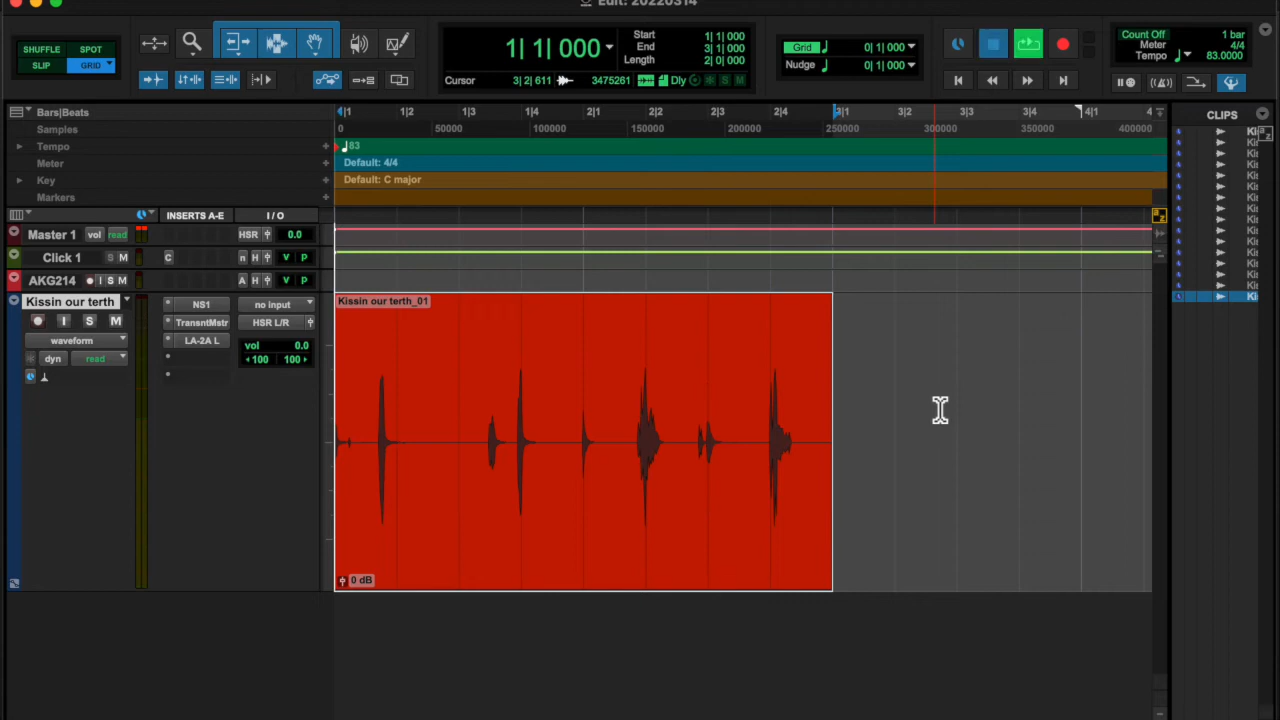 Edit: 20220314
SHUFFLE SPOT
SLIP GRID
1| 1| 000
Start 1| 1| 000
End 3| 1| 000
Length 2| 0| 000
Cursor 3| 2| 611 3475261 Dly
Grid 0| 1| 000
Nudge 0| 1| 000
Count Off 1 bar
Meter 4/4
Tempo 83.0000
Bars|Beats 1|1 1|2 1|3 1|4 2|1 2|2 2|3 2|4 3|1 3|2 3|3 3|4 4|1
Samples 0 50000 100000 150000 200000 250000 300000 350000 400000
Tempo 83
Meter Default: 4/4
Key Default: C major
Markers
INSERTS A-E I / O
Master 1 vol read HSR 0.0
Click 1 S M C n H v p
AKG214 I S M A H v p
Kissin our terth NS1 no input
I S M TransntMstr HSR L/R
waveform LA-2A L vol 0.0
dyn read 100 100
Kissin our terth_01
0 dB
CLIPS
a
z
Ki